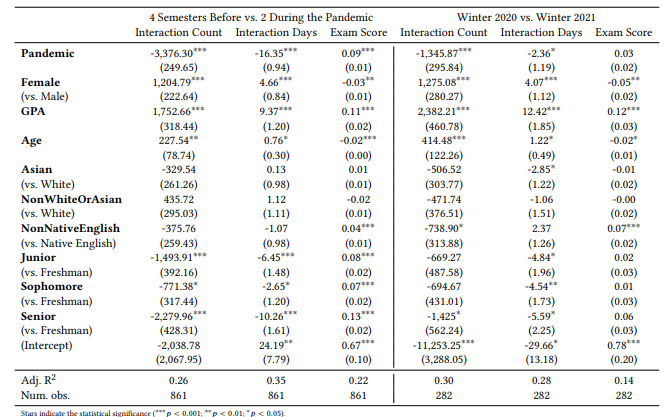 4 Semesters Before vs. 2 During the Pandemic Winter 2020 vs. Winter 2021
Interaction Count Interaction Days Exam Score Interaction Count Interaction Days Exam Score
Pandemic -3,376.30*** -16.35*** 0.09*** -1,345.87*** -2.36* 0.03
(249.65) (0.94) (0.01) (295.84) (1.19) (0.02)
Female 1,204.79*** 4.66*** -0.03** 1,275.08*** 4.07*** -0.05**
(vs. Male) (222.64) (0.84) (0.01) (280.27) (1.12) (0.02)
GPA 1,752.66*** 9.37*** 0.11*** 2,382.21*** 12.42*** 0.12***
(318.44) (1.20) (0.02) (460.78) (1.85) (0.03)
Age 227.54** 0.76* -0.02*** 414.48*** 1.22* -0.02*
(78.74) (0.30) (0.00) (122.26) (0.49) (0.01)
Asian -329.54 0.13 0.01 -506.52 -2.85* -0.01
(vs. White) (261.26) (0.98) (0.01) (303.77) (1.22) (0.02)
NonWhiteOrAsian 435.72 1.12 -0.02 -471.74 -1.06 -0.00
(vs. White) (295.03) (1.11) (0.01) (376.51) (1.51) (0.02)
NonNativeEnglish -375.76 -1.07 0.04*** -738.90* 2.37 0.07***
(vs. Native English) (259.43) (0.98) (0.01) (313.88) (1.26) (0.02)
Junior -1,493.91*** -6.45*** 0.08*** -669.27 -4.84* 0.02
(vs. Freshman) (392.16) (1.48) (0.02) (487.58) (1.96) (0.03)
Sophomore -771.38* -2.65* 0.07*** -694.67 -4.54** 0.01
(vs. Freshman) (317.44) (1.20) (0.02) (431.01) (1.73) (0.03)
Senior -2,279.96*** -10.26*** 0.13*** -1,425* -5.59* 0.06
(vs. Freshman) (428.31) (1.61) (0.02) (562.24) (2.25) (0.03)
(Intercept) -2,038.78 24.19** 0.67*** -11,253.25*** -29.66* 0.78***
(2,067.95) (7.79) (0.10) (3,288.05) (13.18) (0.20)
Adj. R² 0.26 0.35 0.22 0.30 0.28 0.14
Num. obs. 861 861 861 282 282 282
Stars indicate the statistical significance (*** p < 0.001; ** p < 0.01; * p < 0.05).